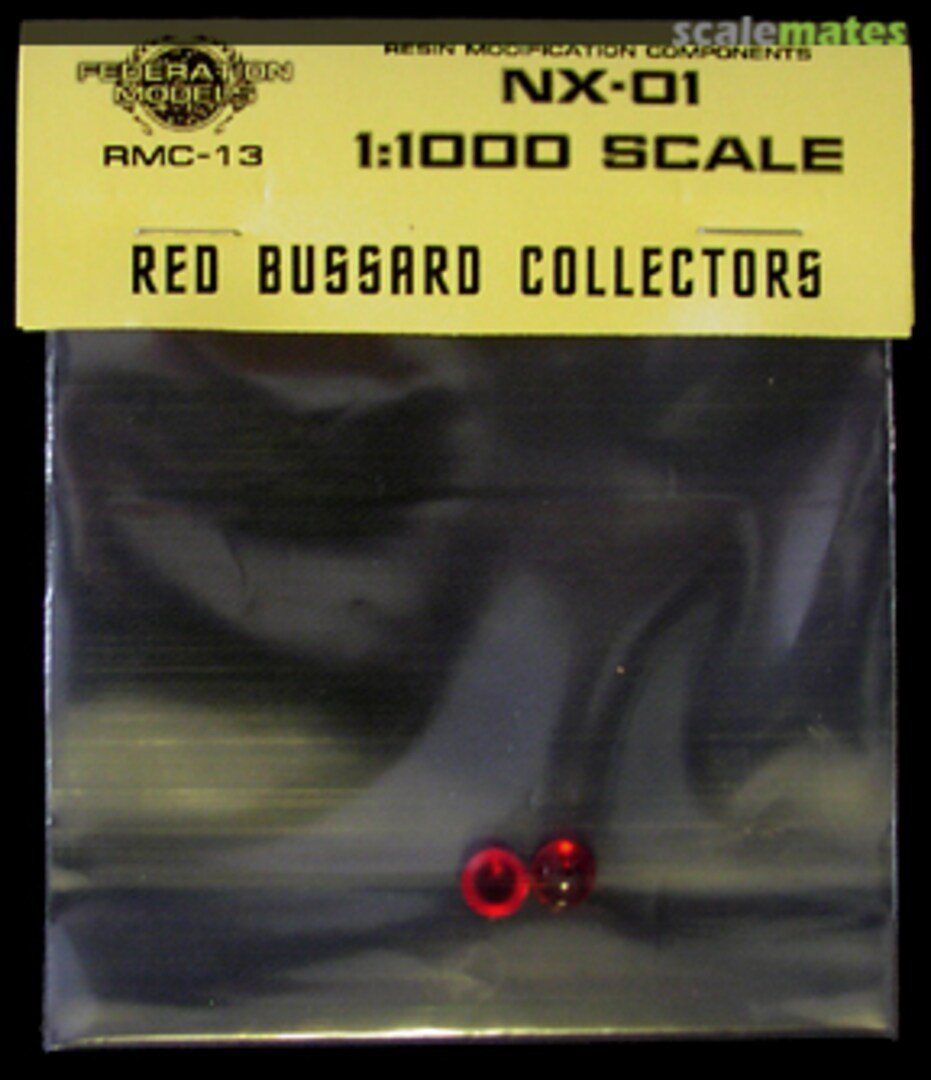 scalemates
RESIN MODIFICATION COMPONENTS
FEDERATION
MODELS
NX-01
RMC-13
1:1000 SCALE
RED BUSSARD COLLECTORS